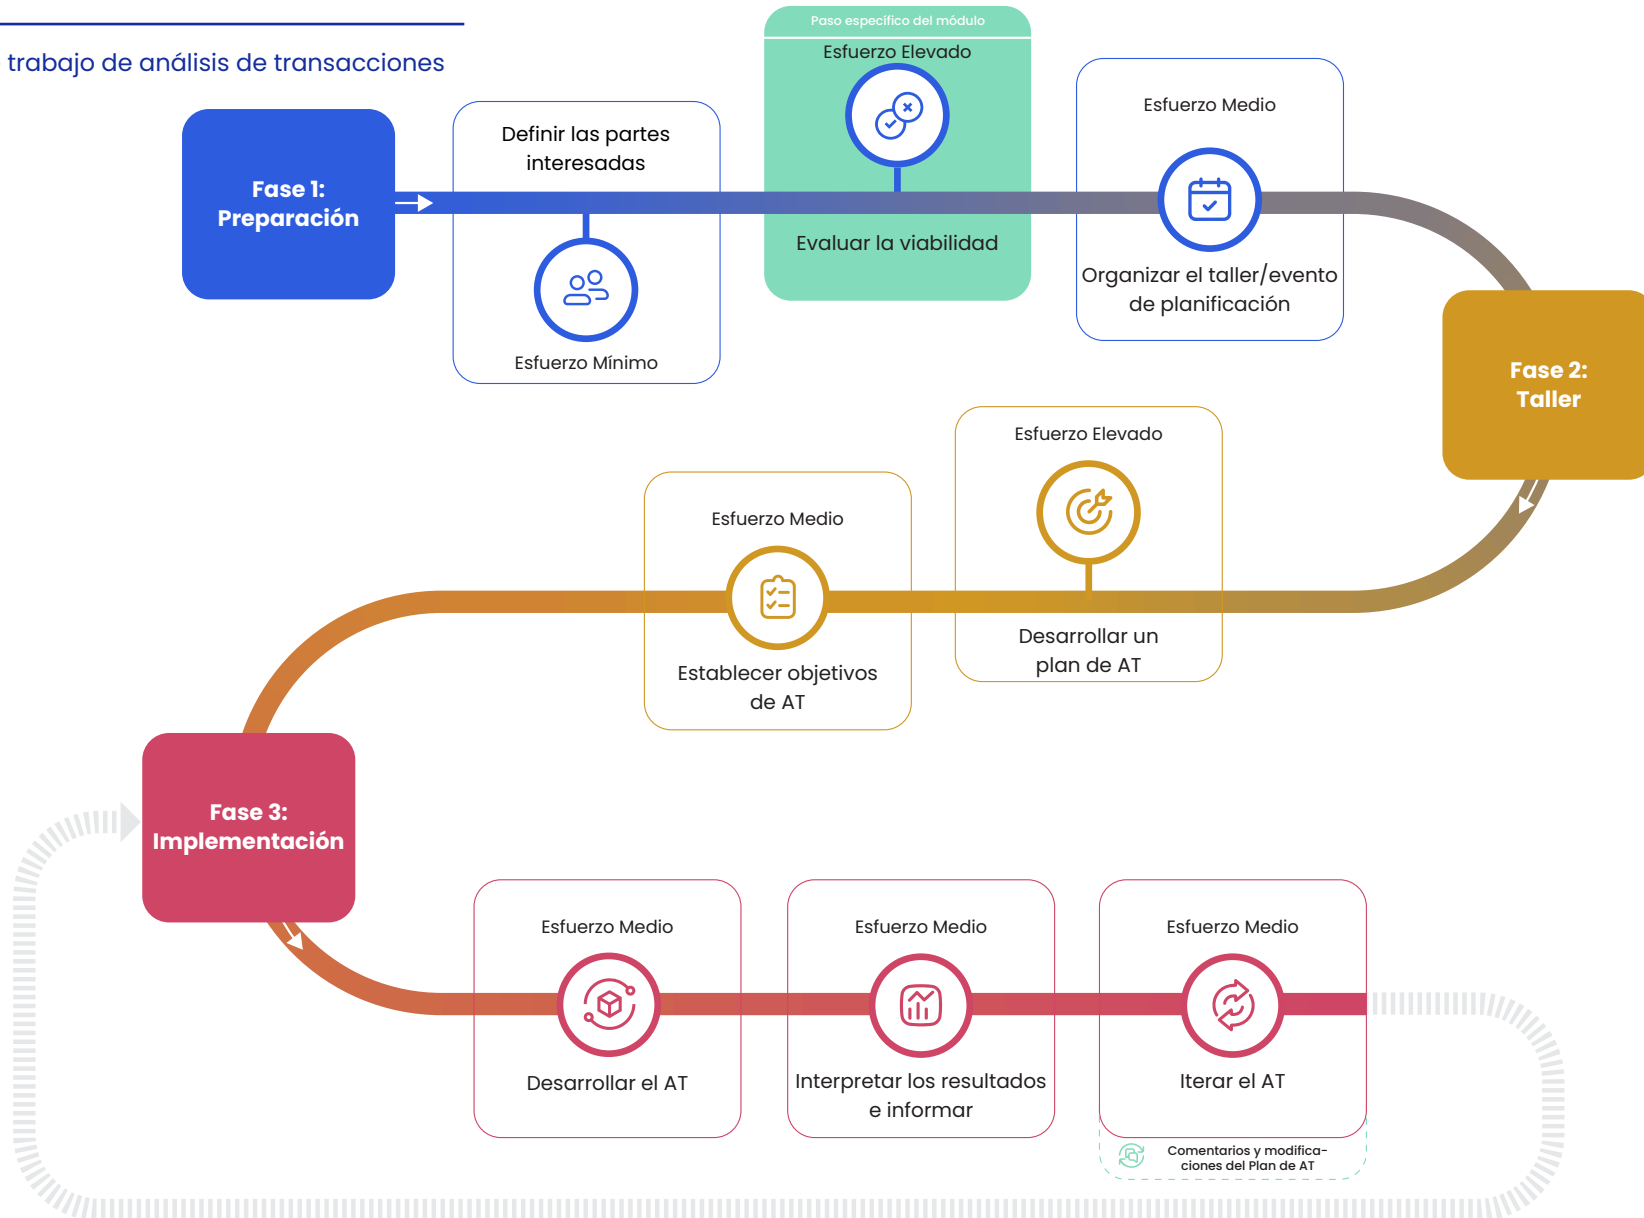 trabajo de análisis de transacciones
Paso específico del módulo
Esfuerzo Elevado
Evaluar la viabilidad
Fase 1:
Preparación
Definir las partes
interesadas
Esfuerzo Mínimo
Esfuerzo Medio
Organizar el taller/evento
de planificación
Fase 2:
Taller
Esfuerzo Elevado
Desarrollar un
plan de AT
Esfuerzo Medio
Establecer objetivos
de AT
Fase 3:
Implementación
Esfuerzo Medio
Desarrollar el AT
Esfuerzo Medio
Interpretar los resultados
e informar
Esfuerzo Medio
Iterar el AT
Comentarios y modifica-
ciones del Plan de AT